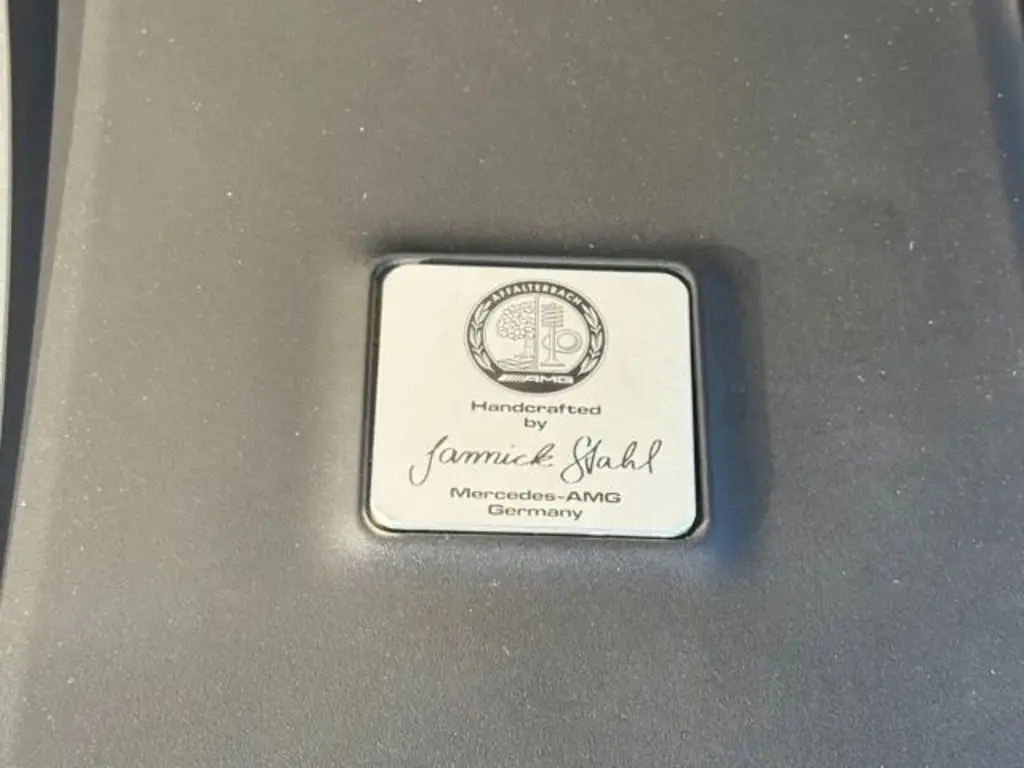 AFFALTERBACH
AMG
Handcrafted
by
Jannick Stahl
Mercedes-AMG
Germany